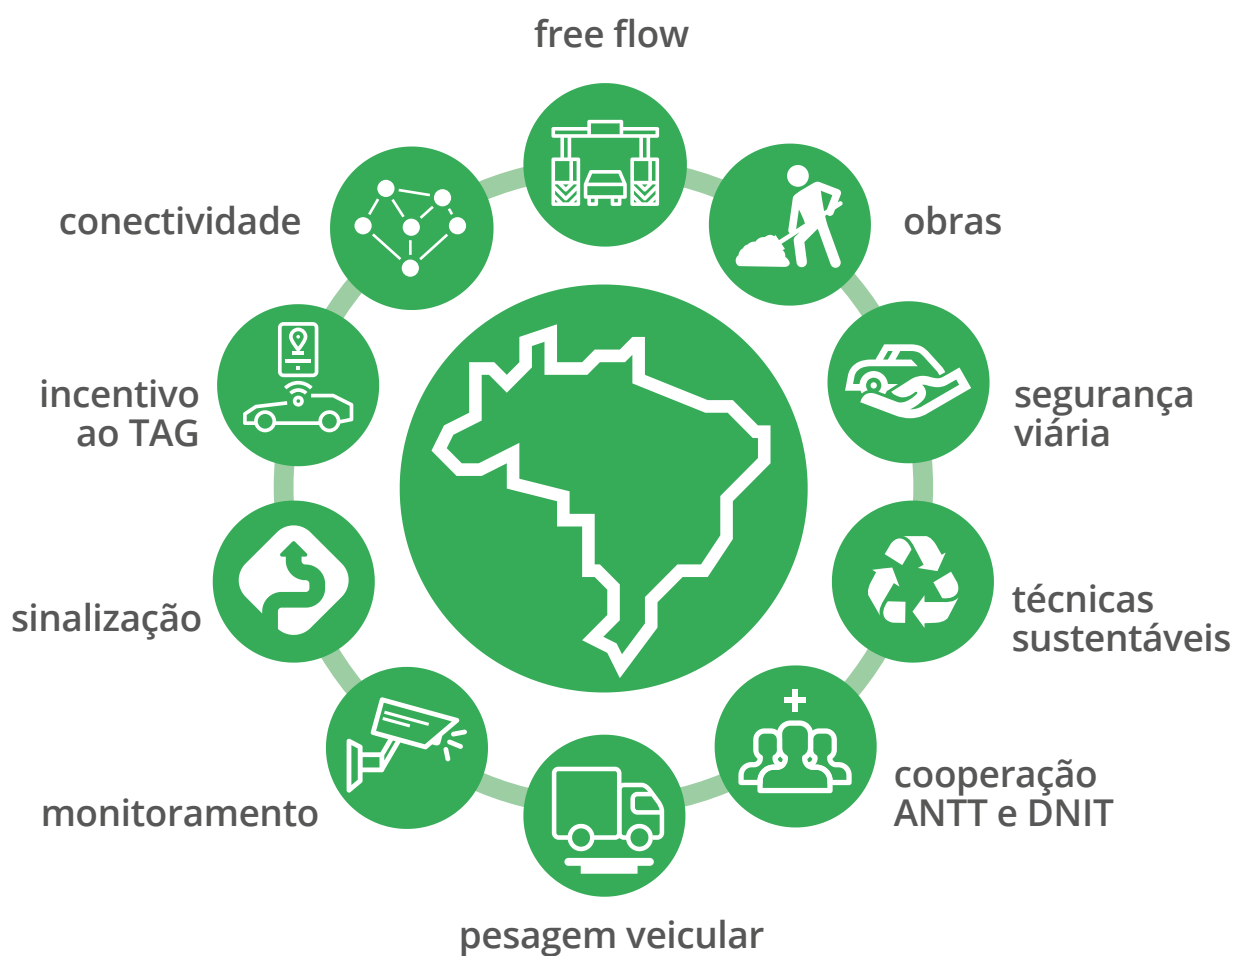 free flow
conectividade
obras
incentivo
ao TAG
segurança
viária
sinalização
técnicas
sustentáveis
monitoramento
cooperação
ANTT e DNIT
pesagem veicular